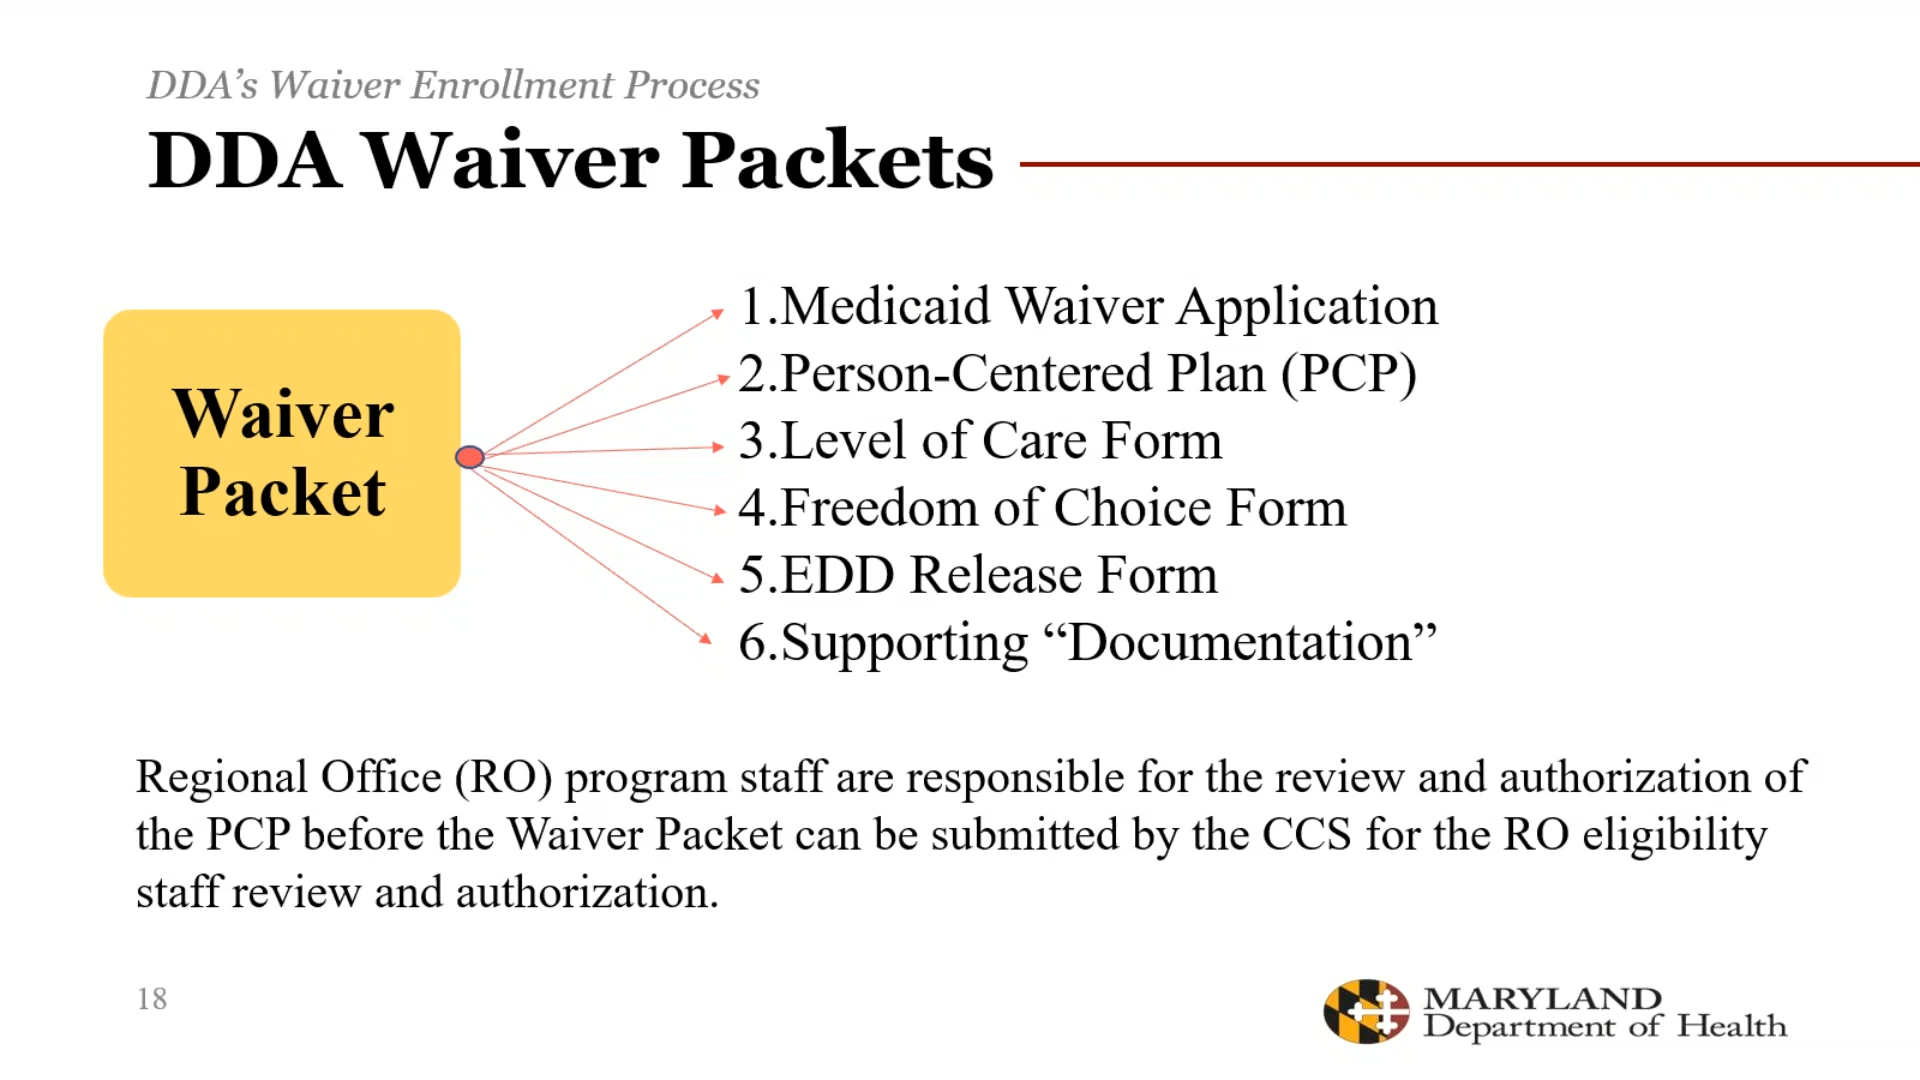 DDA’s Waiver Enrollment Process
DDA Waiver Packets
Waiver
Packet
1.Medicaid Waiver Application
2.Person-Centered Plan (PCP)
3.Level of Care Form
4.Freedom of Choice Form
5.EDD Release Form
6.Supporting “Documentation”
Regional Office (RO) program staff are responsible for the review and authorization of
the PCP before the Waiver Packet can be submitted by the CCS for the RO eligibility
staff review and authorization.
18
MARYLAND
Department of Health